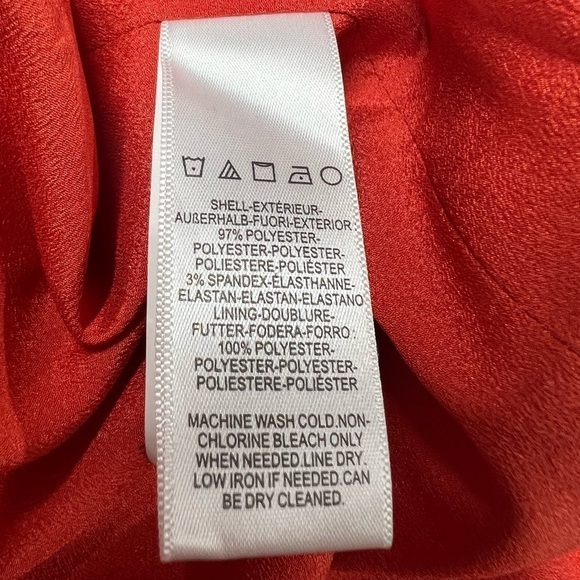 SHELL-EXTÉRIEUR-
AUßERHALB-FUORI-EXTERIOR:
97% POLYESTER-
POLYESTER-POLYESTER-
POLIESTERE-POLIÉSTER
3% SPANDEX-ÉLASTHANNE-
ELASTAN-ELASTAN-ELASTANO
LINING-DOUBLURE-
FUTTER-FODERA-FORRO:
100% POLYESTER-
POLYESTER-POLYESTER-
POLIESTERE-POLIÉSTER
MACHINE WASH COLD.NON-
CHLORINE BLEACH ONLY
WHEN NEEDED.LINE DRY.
LOW IRON IF NEEDED.CAN
BE DRY CLEANED.